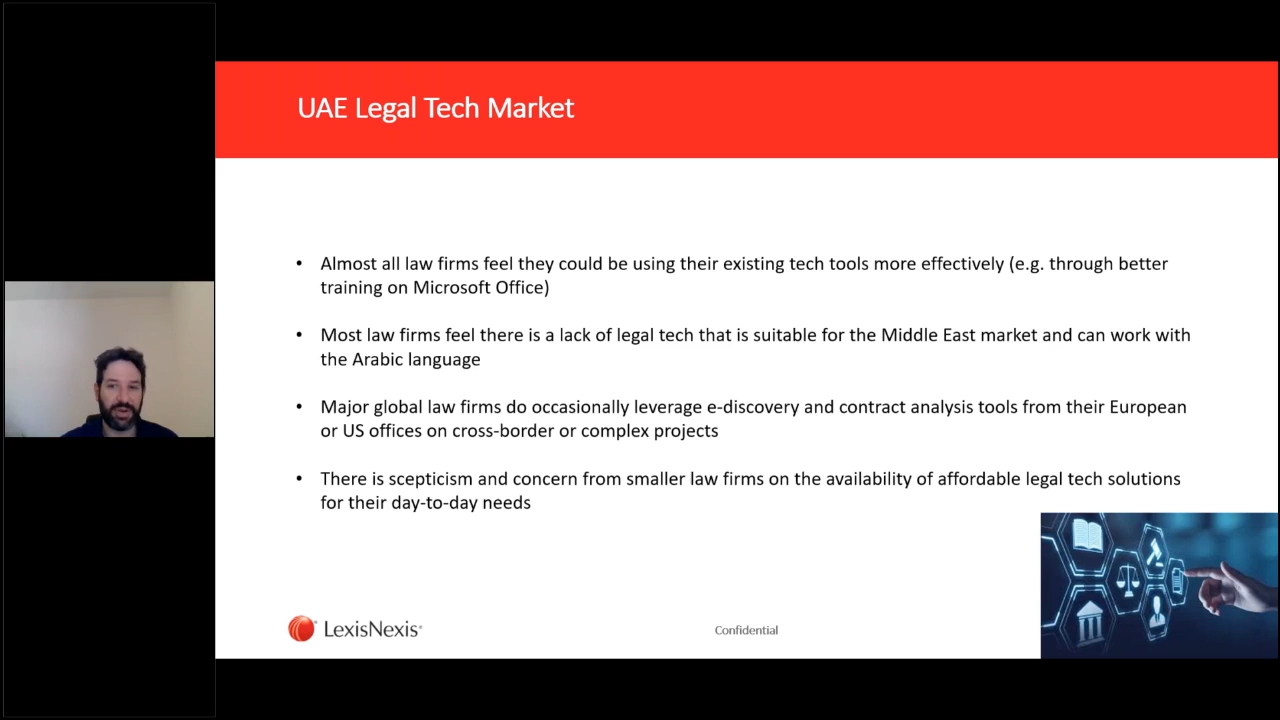 UAE Legal Tech Market
• Almost all law firms feel they could be using their existing tech tools more effectively (e.g. through better
training on Microsoft Office)
• Most law firms feel there is a lack of legal tech that is suitable for the Middle East market and can work with
the Arabic language
• Major global law firms do occasionally leverage e-discovery and contract analysis tools from their European
or US offices on cross-border or complex projects
• There is scepticism and concern from smaller law firms on the availability of affordable legal tech solutions
for their day-to-day needs
LexisNexis®
Confidential